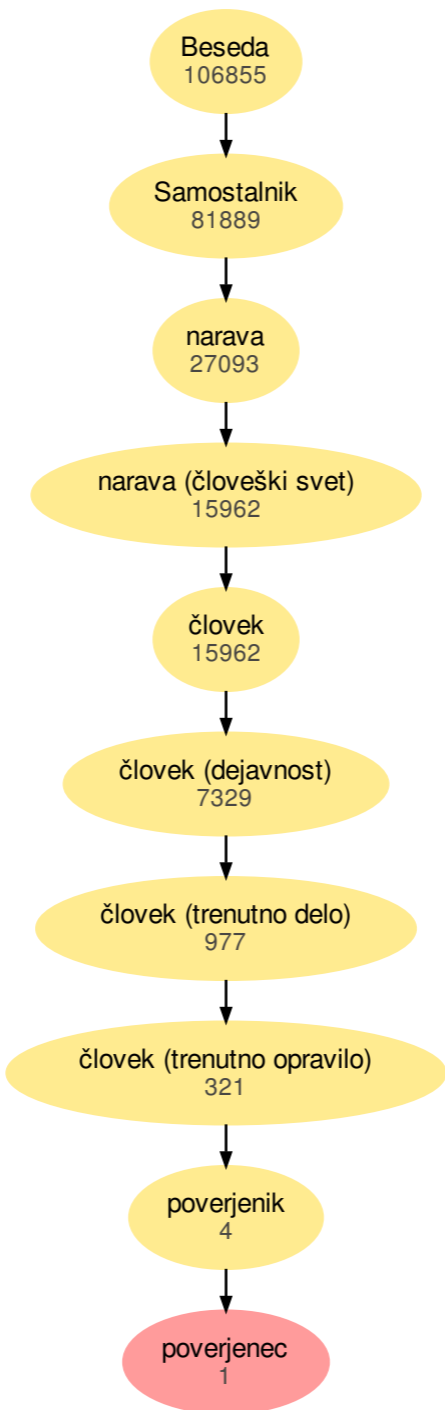 Beseda
106855
Samostalnik
81889
narava
27093
narava (človeški svet)
15962
človek
15962
človek (dejavnost)
7329
človek (trenutno delo)
977
človek (trenutno opravilo)
321
poverjenik
4
poverjenec
1